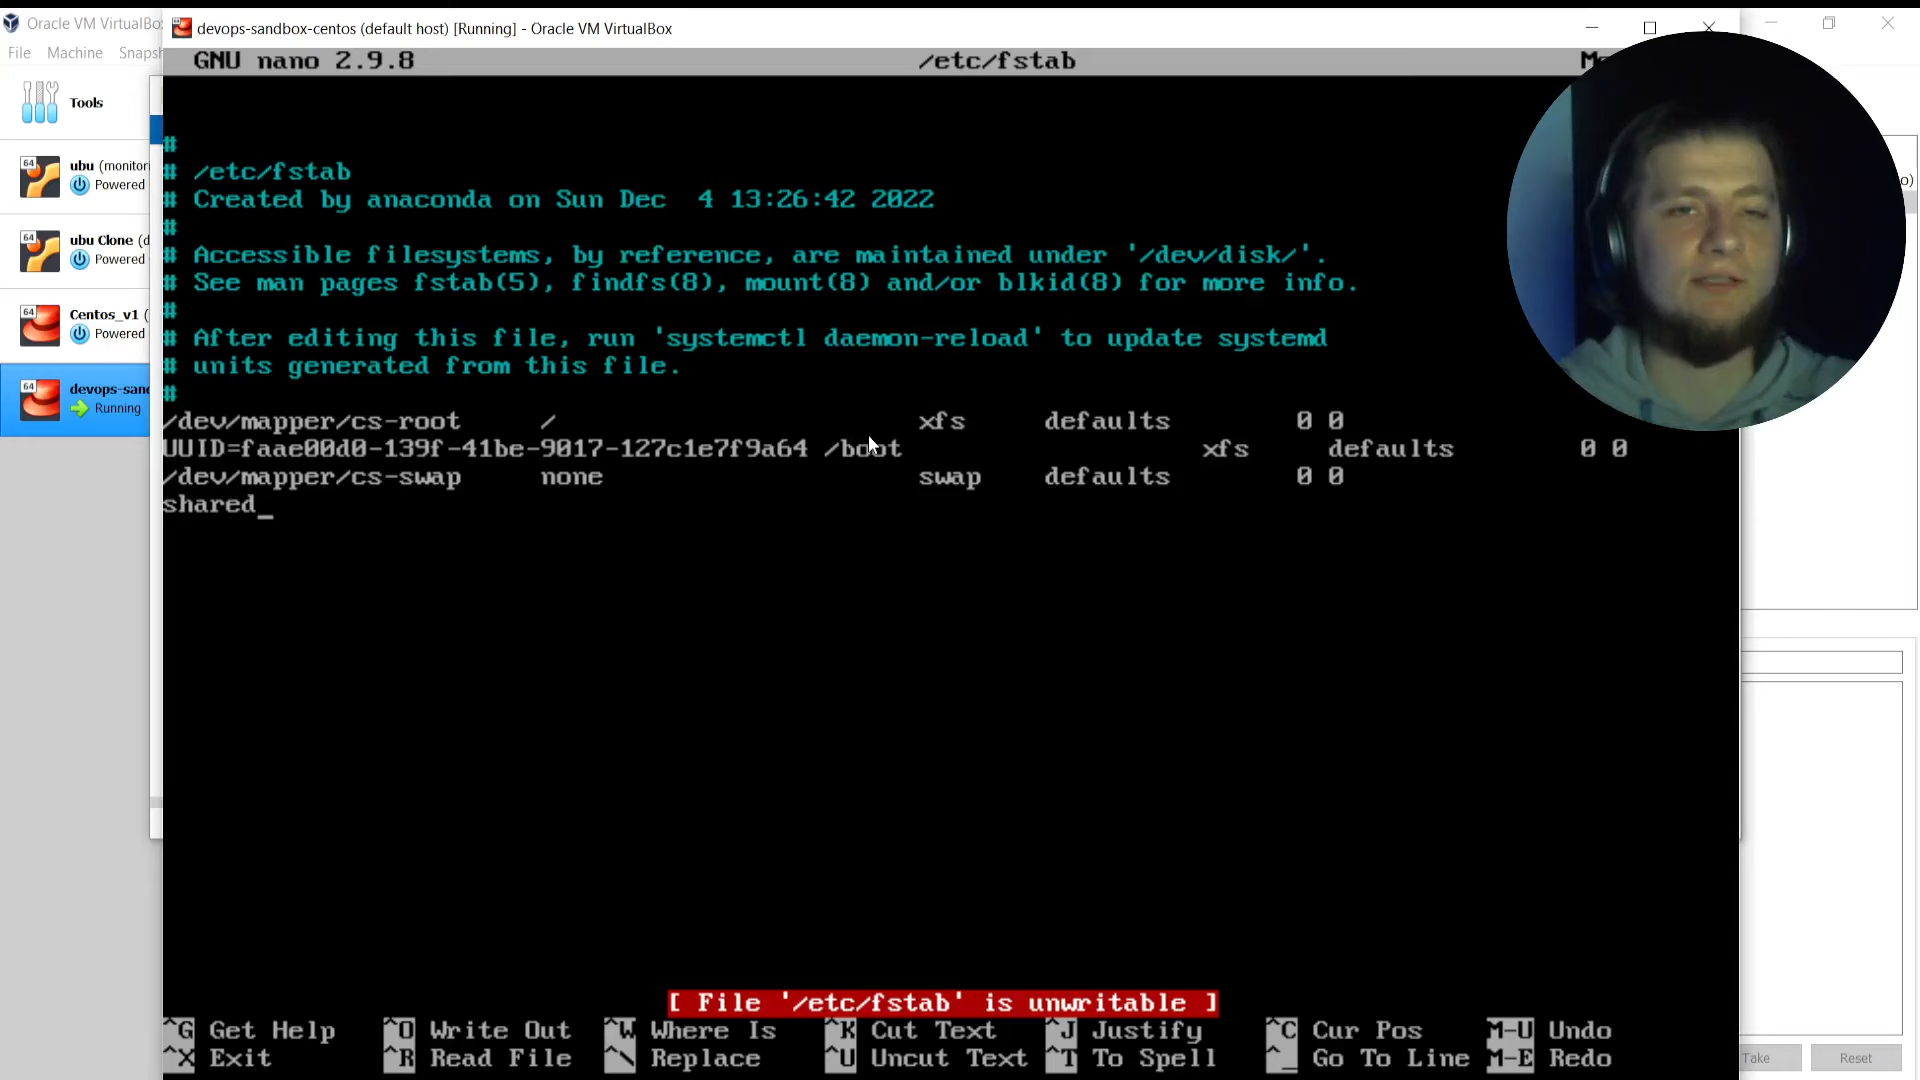 Oracle VM VirtualBo
devops-sandbox-centos (default host) [Running] - Oracle VM VirtualBox
File Machine Snapsh
Tools
64 ubu (monitori
Powered
64 ubu Clone (d
Powered
64 Centos_v1 (
Powered
64 devops-sand
Running
GNU nano 2.9.8 /etc/fstab
#
# /etc/fstab
# Created by anaconda on Sun Dec  4 13:26:42 2022
#
# Accessible filesystems, by reference, are maintained under '/dev/disk/'.
# See man pages fstab(5), findfs(8), mount(8) and/or blkid(8) for more info.
#
# After editing this file, run 'systemctl daemon-reload' to update systemd
# units generated from this file.
#
/dev/mapper/cs-root / xfs defaults 0 0
UUID=faae00d0-139f-41be-9017-127c1e7f9a64 /boot xfs defaults 0 0
/dev/mapper/cs-swap none swap defaults 0 0
shared_
[ File '/etc/fstab' is unwritable ]
^G Get Help ^O Write Out ^W Where Is ^K Cut Text ^J Justify ^C Cur Pos M-U Undo
^X Exit ^R Read File ^\ Replace ^U Uncut Text ^T To Spell ^_ Go To Line M-E Redo
o)
Take Reset